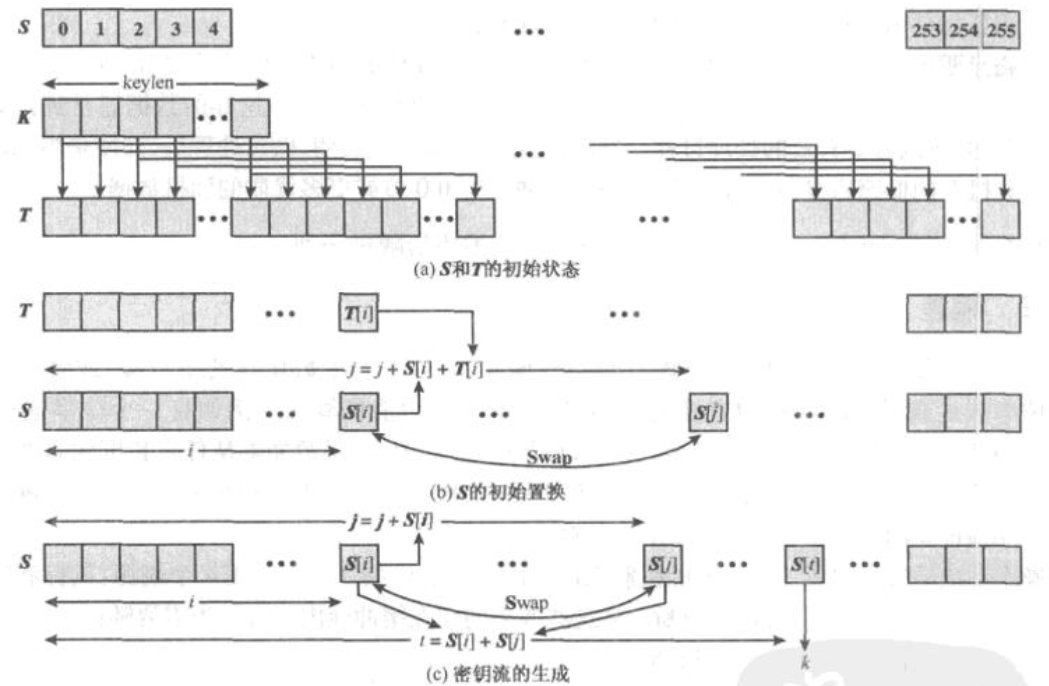 S 0 1 2 3 4 ••• 253 254 255
keylen
K •••
•••
T ••• ••• ••• •••
(a) S和T的初始状态
T ••• T[i] ••• 
j = j + S[i] + T[i]
S ••• S[i] ••• S[j] •••
i Swap
(b) S的初始置换
j = j + S[i]
S ••• S[i] ••• S[j] ••• S[t] •••
i Swap
t = S[i] + S[j]
k
(c) 密钥流的生成